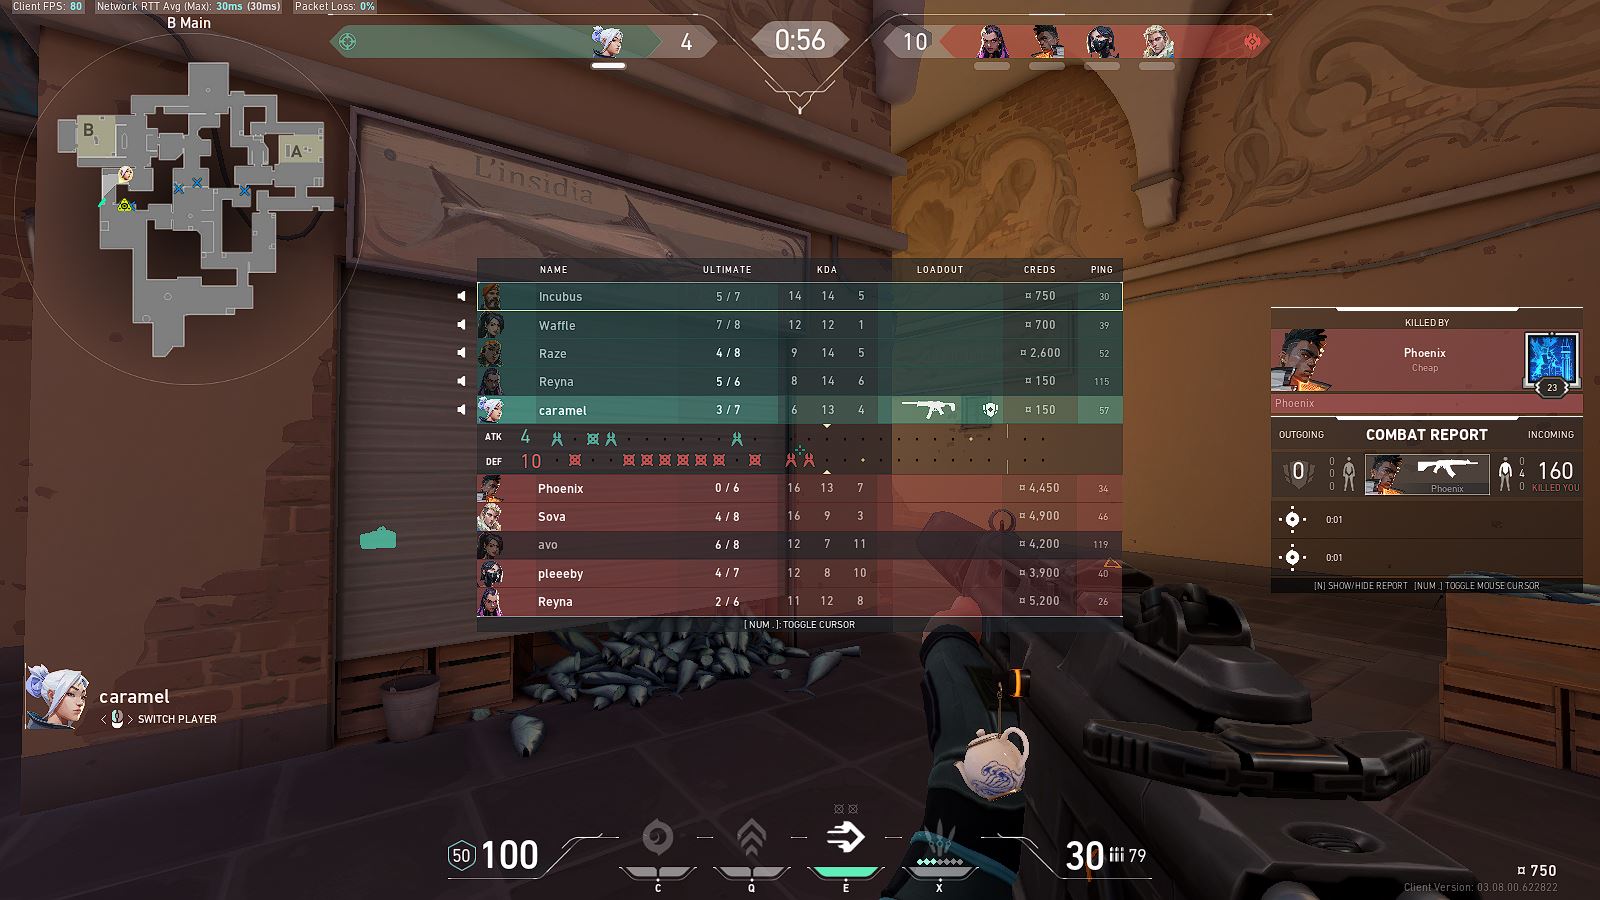 Client FPS: 80 Network RTT Avg (Max): 30ms (30ms) Packet Loss: 0%
B Main
4 0:56 10
B
A
L'insidia
NAME ULTIMATE KDA LOADOUT CREDS PING
Incubus 5 / 7 14 14 5 ¤ 750 30
Waffle 7 / 8 12 12 1 ¤ 700 39
Raze 4 / 8 9 14 5 ¤ 2,600 52
Reyna 5 / 6 8 14 6 ¤ 150 115
caramel 3 / 7 6 13 4 ¤ 150 57
ATK 4
DEF 10
Phoenix 0 / 6 16 13 7 ¤ 4,450 34
Sova 4 / 8 16 9 3 ¤ 4,900 46
avo 6 / 8 12 7 11 ¤ 4,200 119
pleeeby 4 / 7 12 8 10 ¤ 3,900 40
Reyna 2 / 6 11 12 8 ¤ 5,200 26
[ NUM . ]: TOGGLE CURSOR
KILLED BY
Phoenix
Cheap
23
Phoenix
OUTGOING COMBAT REPORT INCOMING
0 0 0 0 Phoenix 0 4 0 160
KILLED YOU
0:01
0:01
[N] SHOW/HIDE REPORT [NUM .] TOGGLE MOUSE CURSOR
caramel
< > SWITCH PLAYER
50 100
C Q E X
30 79
¤ 750
Client Version: 03.08.00.622822